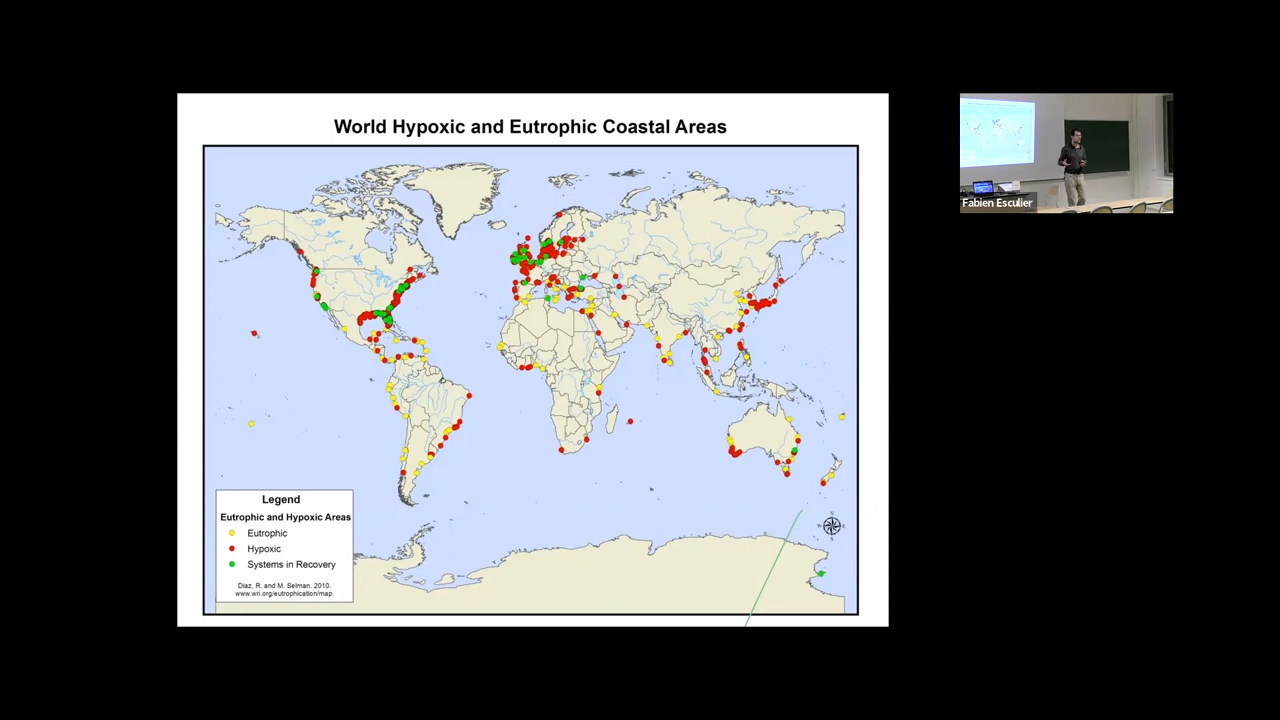 World Hypoxic and Eutrophic Coastal Areas
Legend
Eutrophic and Hypoxic Areas
Eutrophic
Hypoxic
Systems in Recovery
Diaz, R. and M. Selman. 2010.
www.wri.org/eutrophication/map.
Fabien Esculier